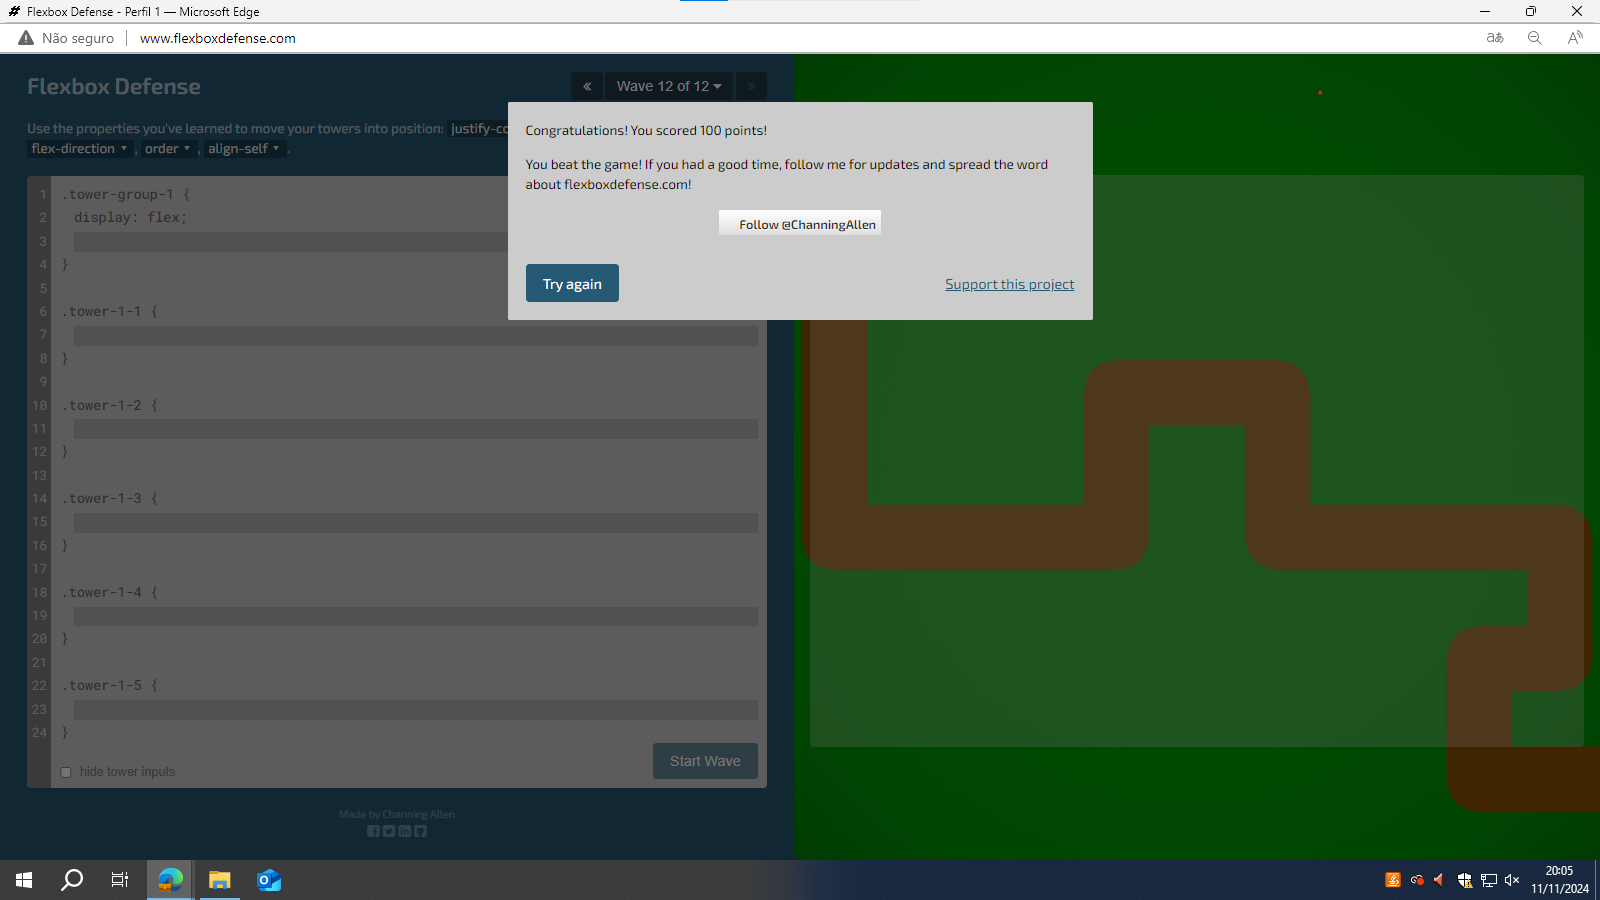 Flexbox Defense - Perfil 1 — Microsoft Edge
Não seguro
www.flexboxdefense.com
Flexbox Defense
« Wave 12 of 12 »
Use the properties you've learned to move your towers into position: justify-co
flex-direction , order , align-self .
Congratulations! You scored 100 points!
You beat the game! If you had a good time, follow me for updates and spread the word
about flexboxdefense.com!
Follow @ChanningAllen
Try again
Support this project
1 .tower-group-1 {
2 display: flex;
3
4 }
5
6 .tower-1-1 {
7
8 }
9
10 .tower-1-2 {
11
12 }
13
14 .tower-1-3 {
15
16 }
17
18 .tower-1-4 {
19
20 }
21
22 .tower-1-5 {
23
24 }
hide tower inputs
Start Wave
Made by Channing Allen
20:05
11/11/2024